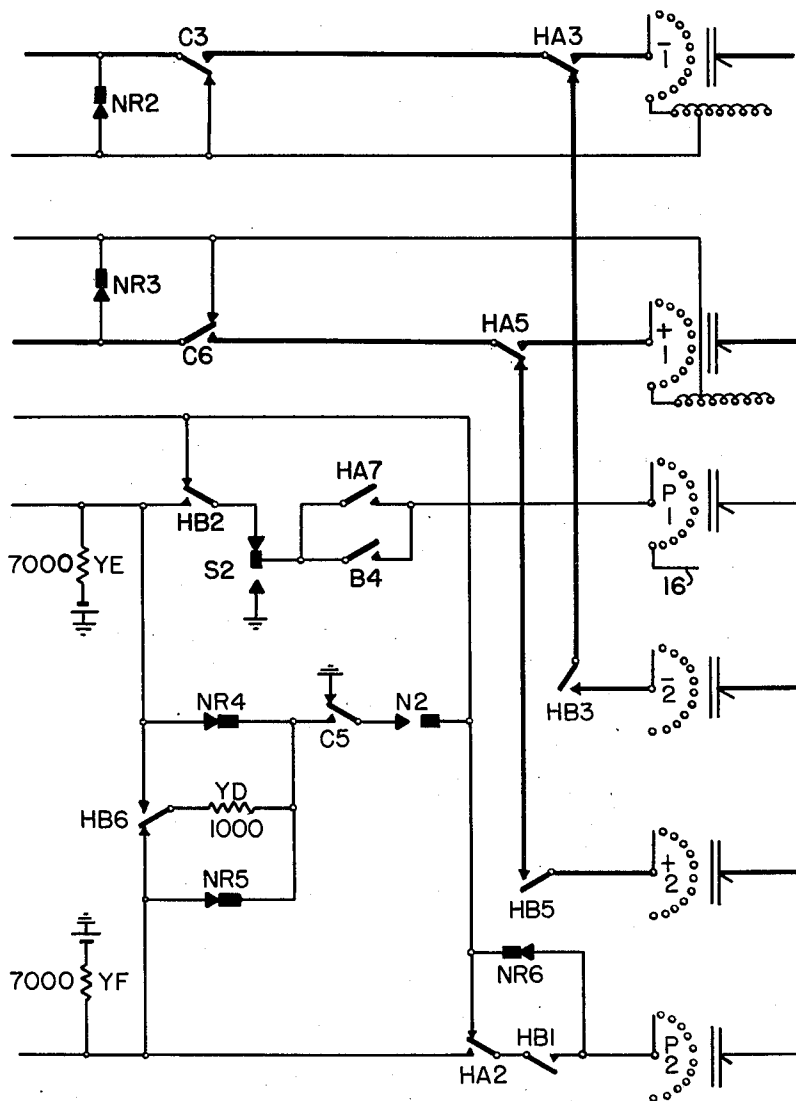 C3
HA3
–
1
NR2
NR3
C6
HA5
+
1
HA7
P
1
HB2
7000 YE
S2
B4
16
–
2
HB3
NR4
C5
N2
YD
1000
HB6
NR5
HB5
+
2
7000 YF
NR6
HB1
HA2
P
2